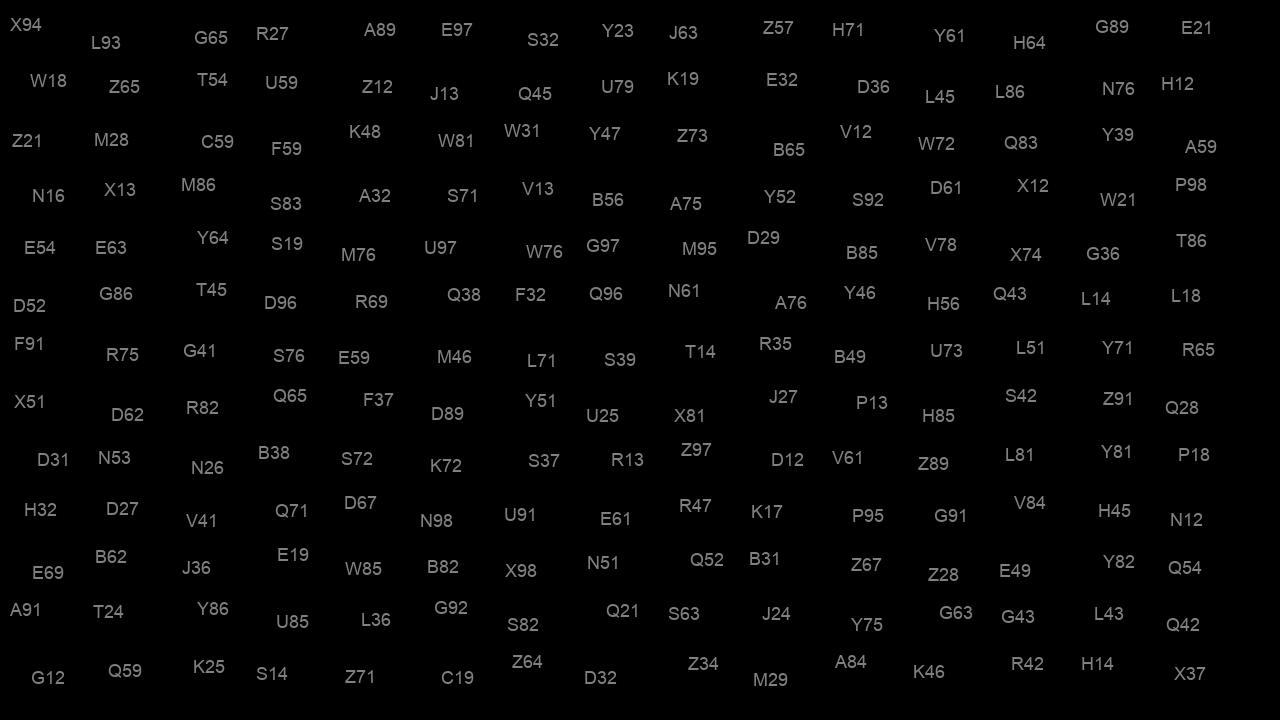 X94 L93 G65 R27 A89 E97 S32 Y23 J63 Z57 H71 Y61 H64 G89 E21
W18 Z65 T54 U59 Z12 J13 Q45 U79 K19 E32 D36 L45 L86 N76 H12
Z21 M28 C59 F59 K48 W81 W31 Y47 Z73 B65 V12 W72 Q83 Y39 A59
N16 X13 M86 S83 A32 S71 V13 B56 A75 Y52 S92 D61 X12 W21 P98
E54 E63 Y64 S19 M76 U97 W76 G97 M95 D29 B85 V78 X74 G36 T86
D52 G86 T45 D96 R69 Q38 F32 Q96 N61 A76 Y46 H56 Q43 L14 L18
F91 R75 G41 S76 E59 M46 L71 S39 T14 R35 B49 U73 L51 Y71 R65
X51 D62 R82 Q65 F37 D89 Y51 U25 X81 J27 P13 H85 S42 Z91 Q28
D31 N53 N26 B38 S72 K72 S37 R13 Z97 D12 V61 Z89 L81 Y81 P18
H32 D27 V41 Q71 D67 N98 U91 E61 R47 K17 P95 G91 V84 H45 N12
E69 B62 J36 E19 W85 B82 X98 N51 Q52 B31 Z67 Z28 E49 Y82 Q54
A91 T24 Y86 U85 L36 G92 S82 Q21 S63 J24 Y75 G63 G43 L43 Q42
G12 Q59 K25 S14 Z71 C19 Z64 D32 Z34 M29 A84 K46 R42 H14 X37